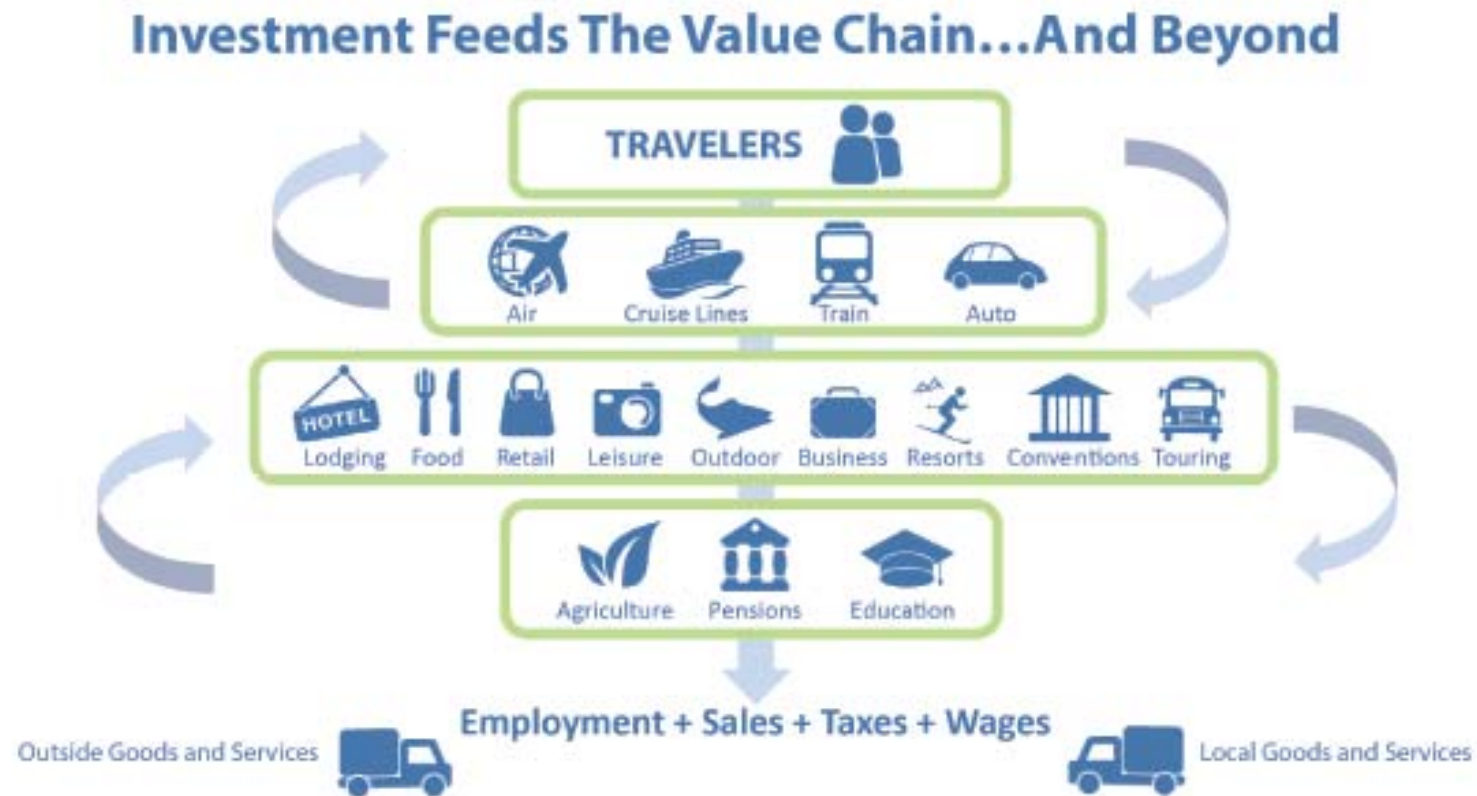 Investment Feeds The Value Chain...And Beyond
TRAVELERS
Air Cruise Lines Train Auto
HOTEL
Lodging Food Retail Leisure Outdoor Business Resorts Conventions Touring
Agriculture Pensions Education
Employment + Sales + Taxes + Wages
Outside Goods and Services Local Goods and Services